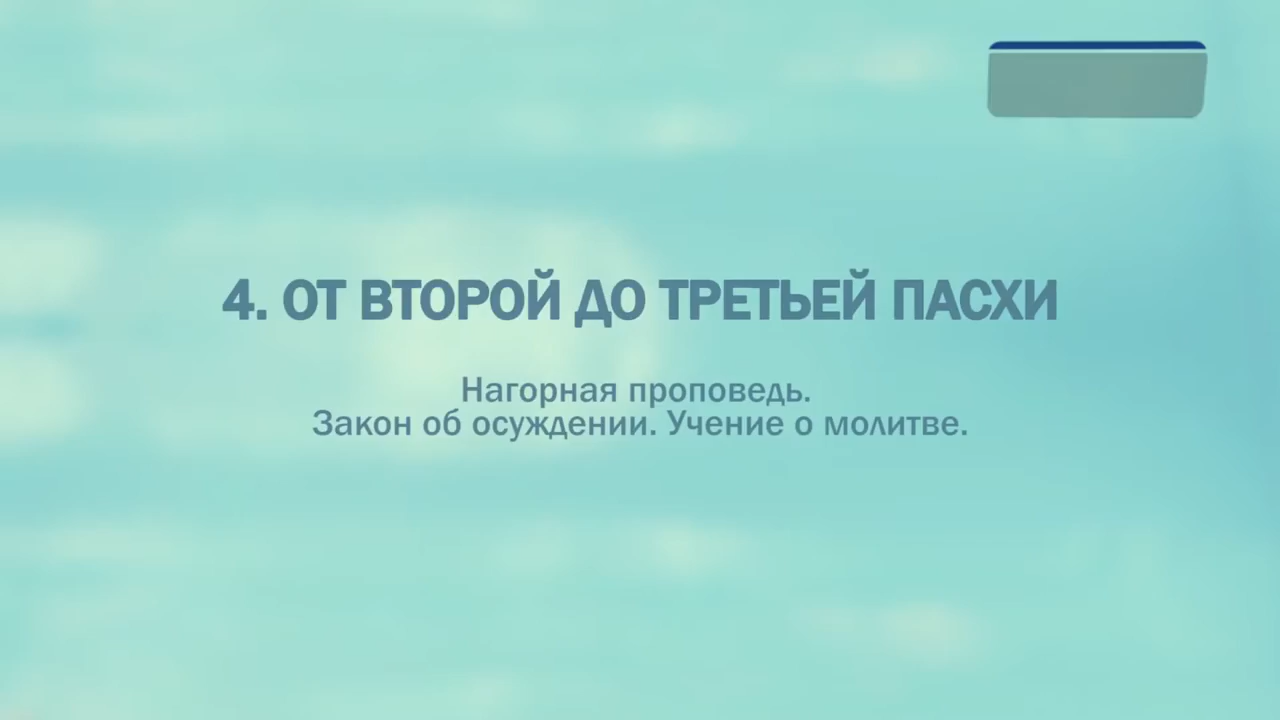 4. ОТ ВТОРОЙ ДО ТРЕТЬЕЙ ПАСХИ
Нагорная проповедь.
Закон об осуждении. Учение о молитве.